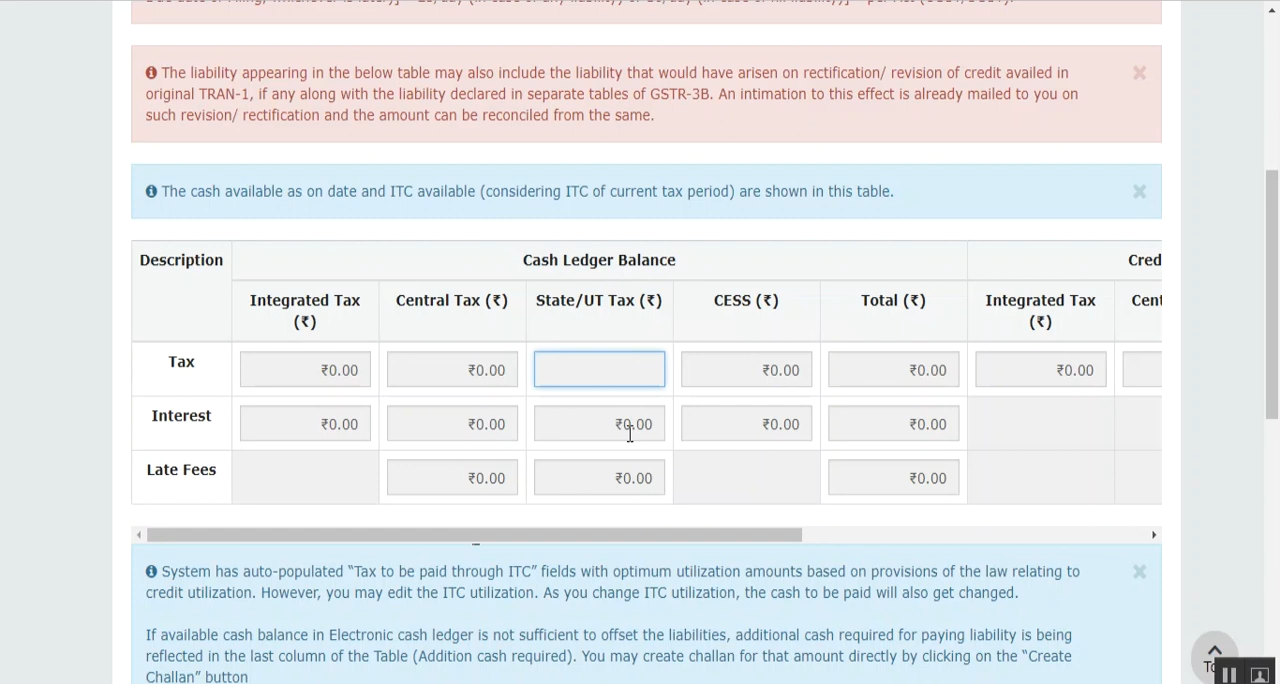 The liability appearing in the below table may also include the liability that would have arisen on rectification/ revision of credit availed in
original TRAN-1, if any along with the liability declared in separate tables of GSTR-3B. An intimation to this effect is already mailed to you on
such revision/ rectification and the amount can be reconciled from the same.
The cash available as on date and ITC available (considering ITC of current tax period) are shown in this table.
Description Cash Ledger Balance Cred
Integrated Tax (₹) Central Tax (₹) State/UT Tax (₹) CESS (₹) Total (₹) Integrated Tax (₹) Cent
Tax ₹0.00 ₹0.00 ₹0.00 ₹0.00 ₹0.00
Interest ₹0.00 ₹0.00 ₹0.00 ₹0.00 ₹0.00
Late Fees ₹0.00 ₹0.00 ₹0.00
System has auto-populated “Tax to be paid through ITC” fields with optimum utilization amounts based on provisions of the law relating to
credit utilization. However, you may edit the ITC utilization. As you change ITC utilization, the cash to be paid will also get changed.
If available cash balance in Electronic cash ledger is not sufficient to offset the liabilities, additional cash required for paying liability is being
reflected in the last column of the Table (Addition cash required). You may create challan for that amount directly by clicking on the “Create
Challan” button